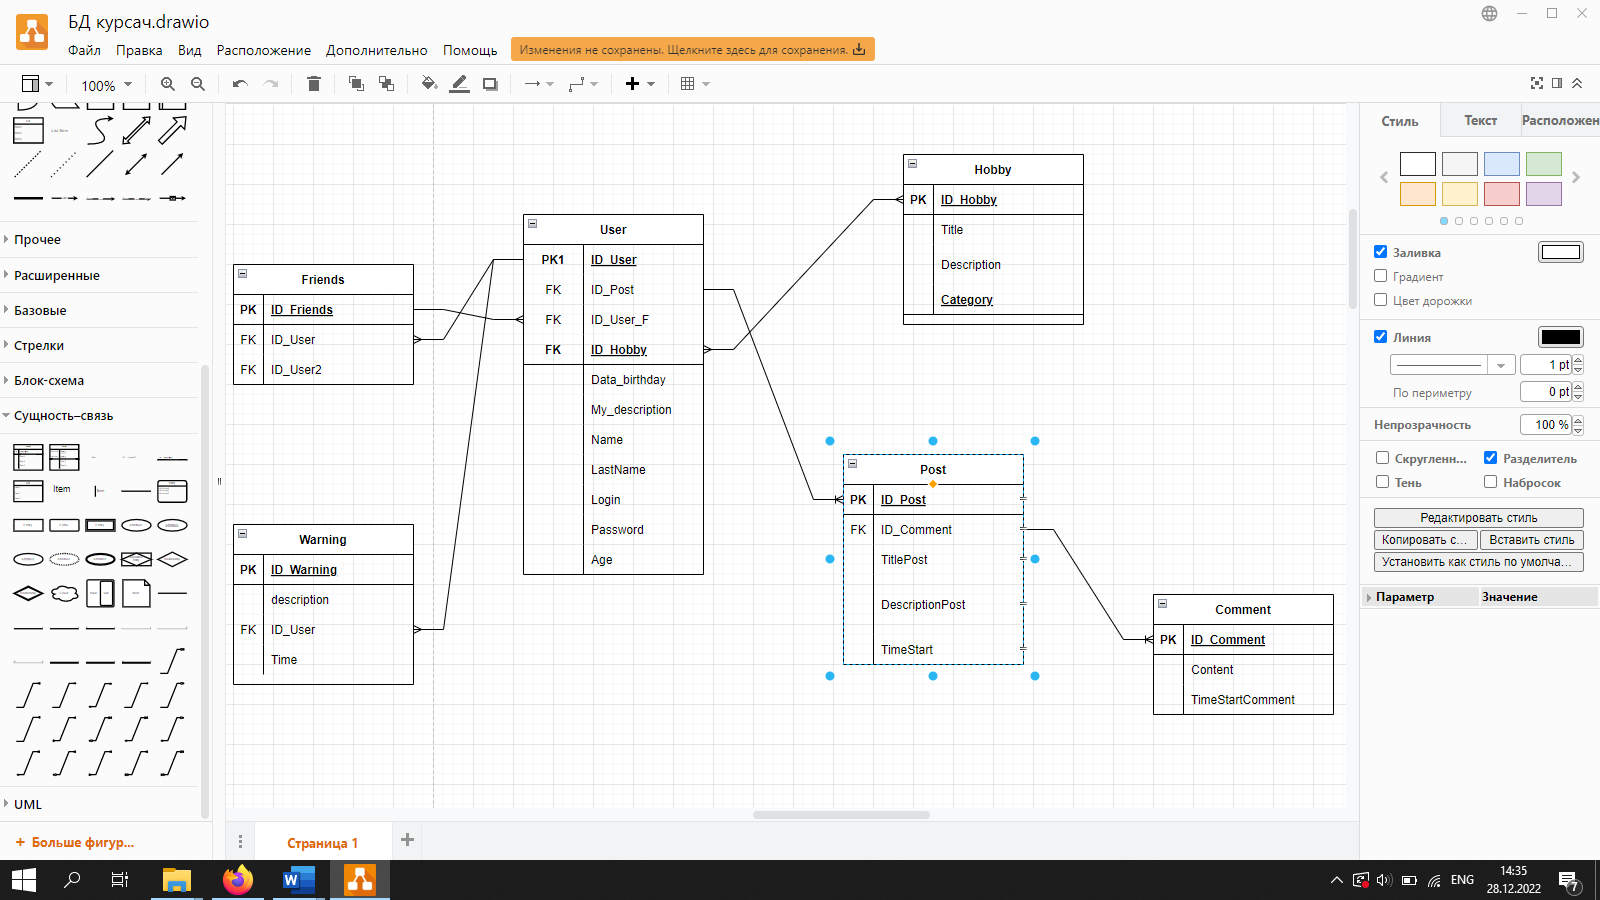 БД курсач.drawio
Файл Правка Вид Расположение Дополнительно Помощь
Изменения не сохранены. Щелкните здесь для сохранения.
100%
List Item
Прочее
Расширенные
Базовые
Стрелки
Блок-схема
Сущность–связь
Item
UML
+ Больше фигур...
Friends
PK ID_Friends
FK ID_User
FK ID_User2
Warning
PK ID_Warning
description
FK ID_User
Time
User
PK1 ID_User
FK ID_Post
FK ID_User_F
FK ID_Hobby
Data_birthday
My_description
Name
LastName
Login
Password
Age
Hobby
PK ID_Hobby
Title
Description
Category
Post
PK ID_Post
FK ID_Comment
TitlePost
DescriptionPost
TimeStart
Comment
PK ID_Comment
Content
TimeStartComment
Страница 1
Стиль Текст Расположен
Заливка
Градиент
Цвет дорожки
Линия
1 pt
По периметру 0 pt
Непрозрачность 100 %
Скругленн... Разделитель
Тень Набросок
Редактировать стиль
Копировать с... Вставить стиль
Установить как стиль по умолча...
Параметр Значение
ENG
14:35
28.12.2022
7